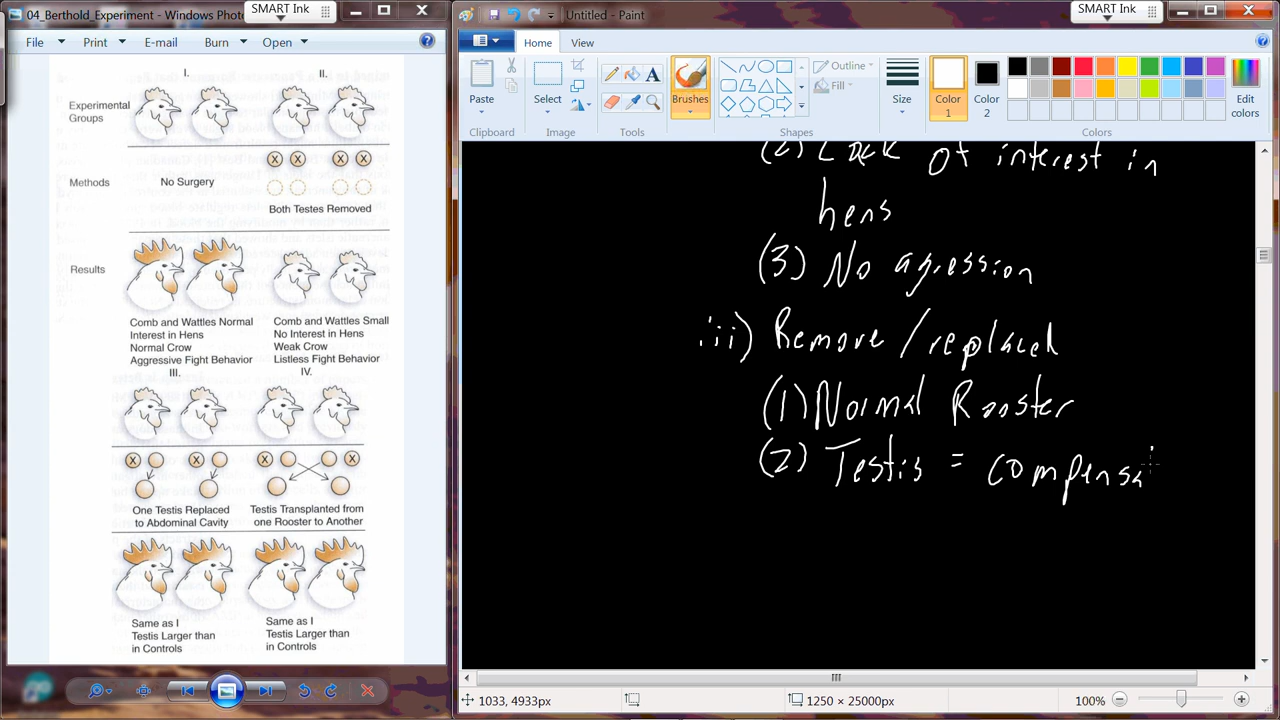 04_Berthold_Experiment - Windows Photo
SMART Ink
File
Print
E-mail
Burn
Open
I.
II.
Experimental
Groups
X X X X
Methods
No Surgery
Both Testes Removed
Results
Comb and Wattles Normal
Interest in Hens
Normal Crow
Aggressive Fight Behavior
Comb and Wattles Small
No Interest in Hens
Weak Crow
Listless Fight Behavior
III.
IV.
X X X X
One Testis Replaced
to Abdominal Cavity
Testis Transplanted from
one Rooster to Another
Same as I
Testis Larger than
in Controls
Same as I
Testis Larger than
in Controls
Untitled - Paint
SMART Ink
Home
View
Paste
Select
Brushes
Outline
Fill
Size
Color
1
Color
2
Edit
colors
Clipboard
Image
Tools
Shapes
Colors
(2) Lack of interest in
hens
(3) No agression
iii) Remove/replaced
(1) Normal Rooster
(2) Testis = compensa
1033, 4933px
1250 × 25000px
100%